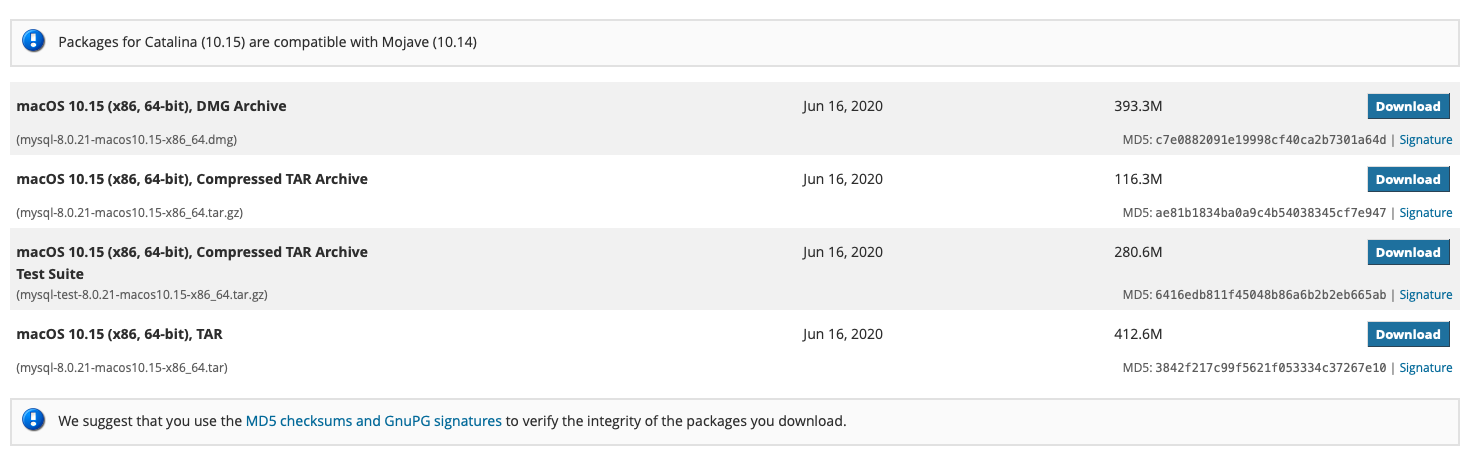 Packages for Catalina (10.15) are compatible with Mojave (10.14)
macOS 10.15 (x86, 64-bit), DMG Archive Jun 16, 2020 393.3M Download
(mysql-8.0.21-macos10.15-x86_64.dmg) MD5: c7e0882091e19998cf40ca2b7301a64d | Signature
macOS 10.15 (x86, 64-bit), Compressed TAR Archive Jun 16, 2020 116.3M Download
(mysql-8.0.21-macos10.15-x86_64.tar.gz) MD5: ae81b1834ba0a9c4b54038345cf7e947 | Signature
macOS 10.15 (x86, 64-bit), Compressed TAR Archive Jun 16, 2020 280.6M Download
Test Suite
(mysql-test-8.0.21-macos10.15-x86_64.tar.gz) MD5: 6416edb811f45048b86a6b2b2eb665ab | Signature
macOS 10.15 (x86, 64-bit), TAR Jun 16, 2020 412.6M Download
(mysql-8.0.21-macos10.15-x86_64.tar) MD5: 3842f217c99f5621f053334c37267e10 | Signature
We suggest that you use the MD5 checksums and GnuPG signatures to verify the integrity of the packages you download.